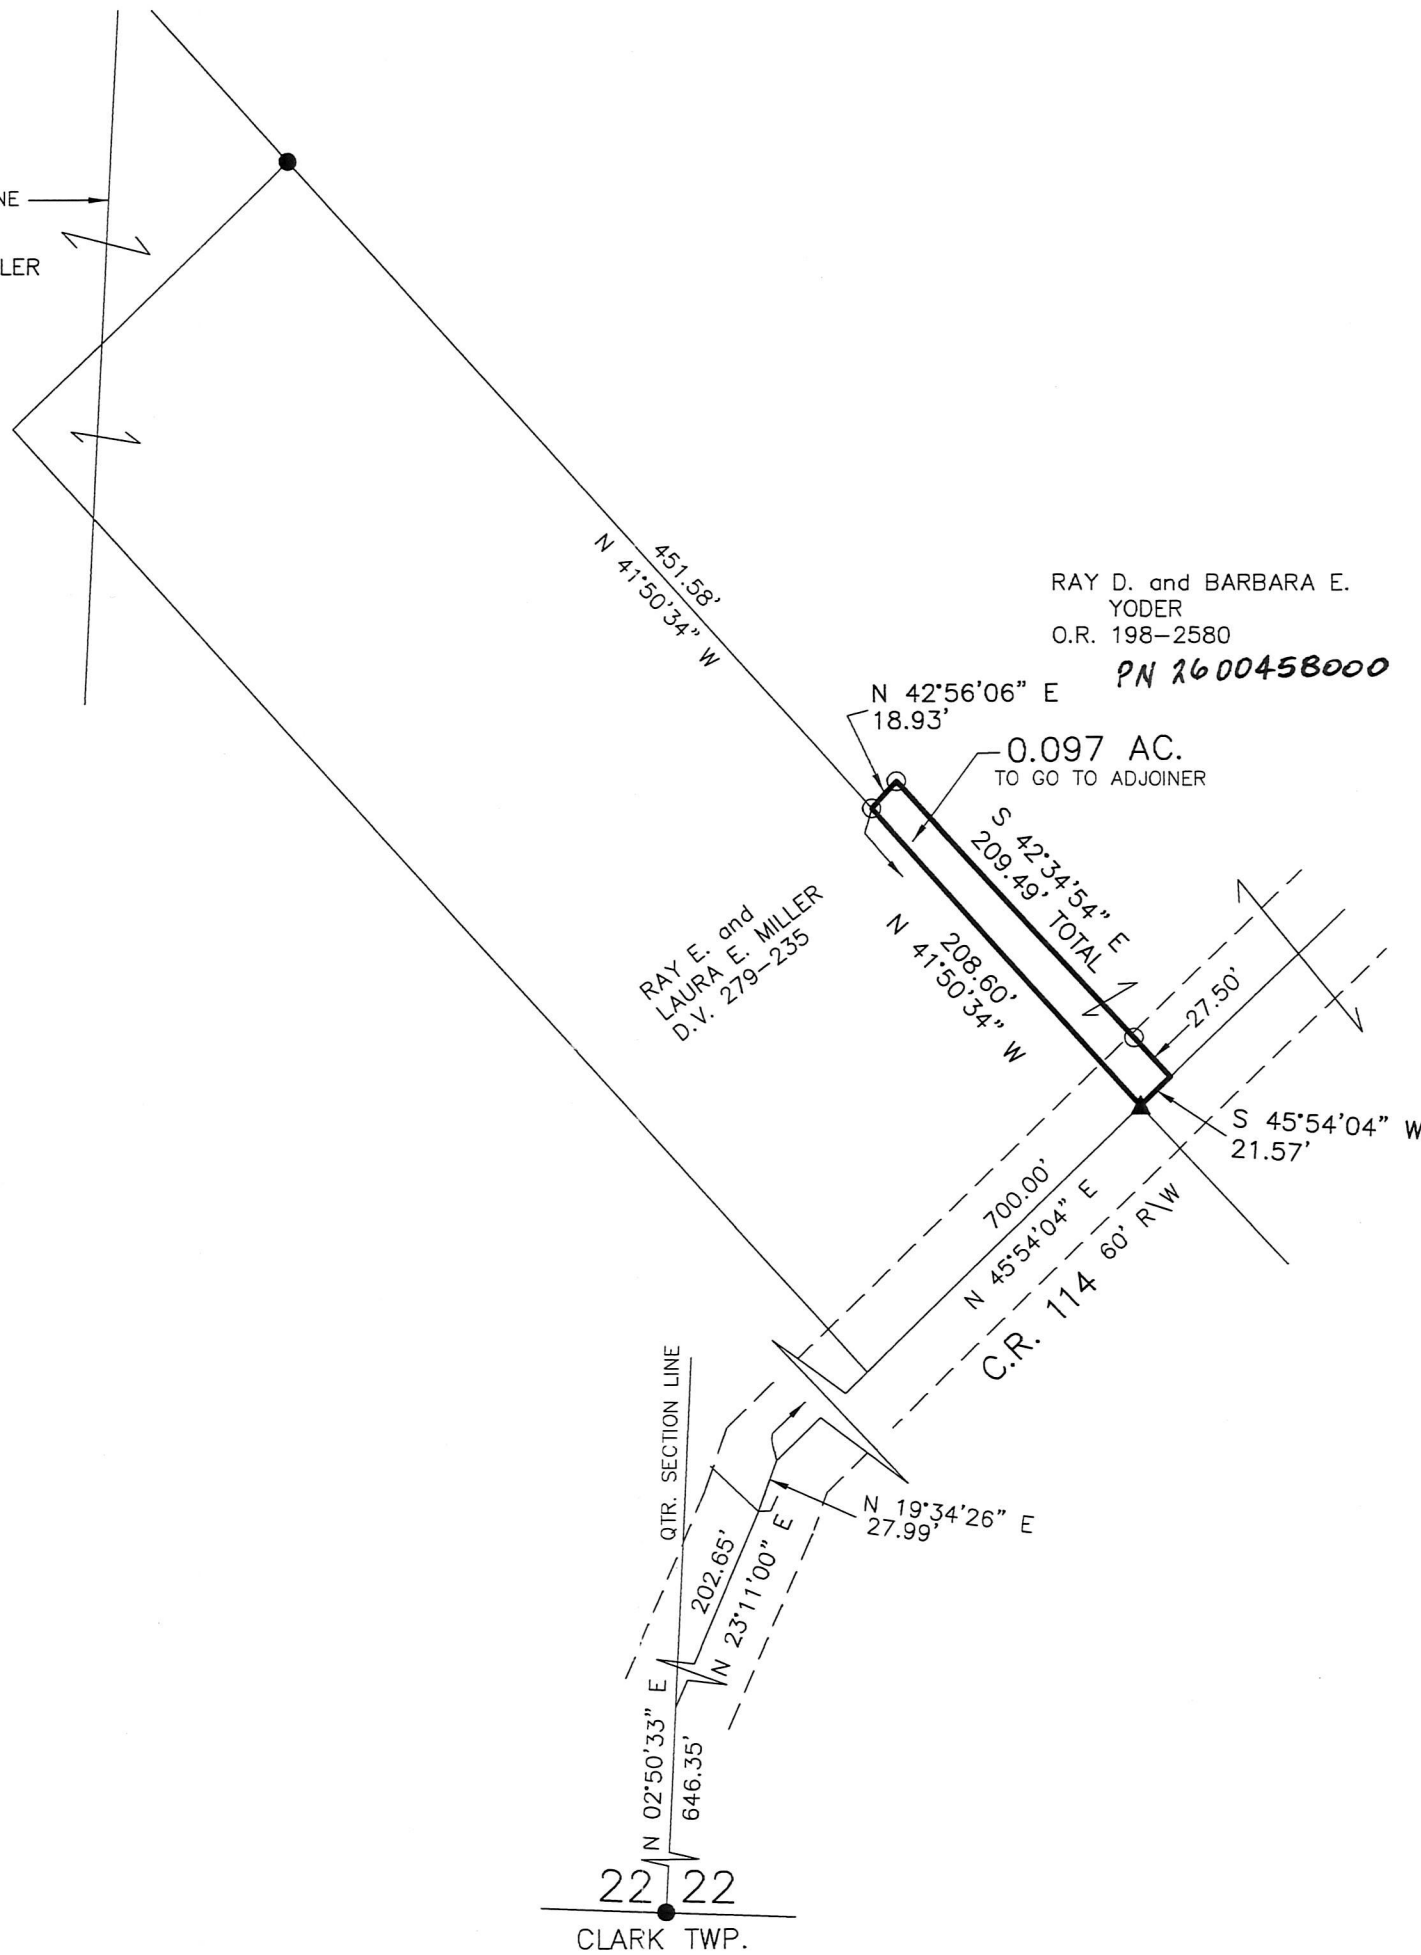 NE
LER
451.58'
N 41°50'34" W
RAY D. and BARBARA E.
YODER
O.R. 198-2580
PN 2600458000
N 42°56'06" E
18.93'
0.097 AC.
TO GO TO ADJOINER
S 42°34'54" E
209.49' TOTAL
RAY E. and
LAURA E. MILLER
D.V. 279-235
208.60'
N 41°50'34" W
27.50'
S 45°54'04" W
21.57'
700.00'
N 45°54'04" E
C.R. 114 60' R\W
QTR. SECTION LINE
N 19°34'26" E
27.99'
202.65'
N 23°11'00" E
N 02°50'33" E
646.35'
22 22
CLARK TWP.